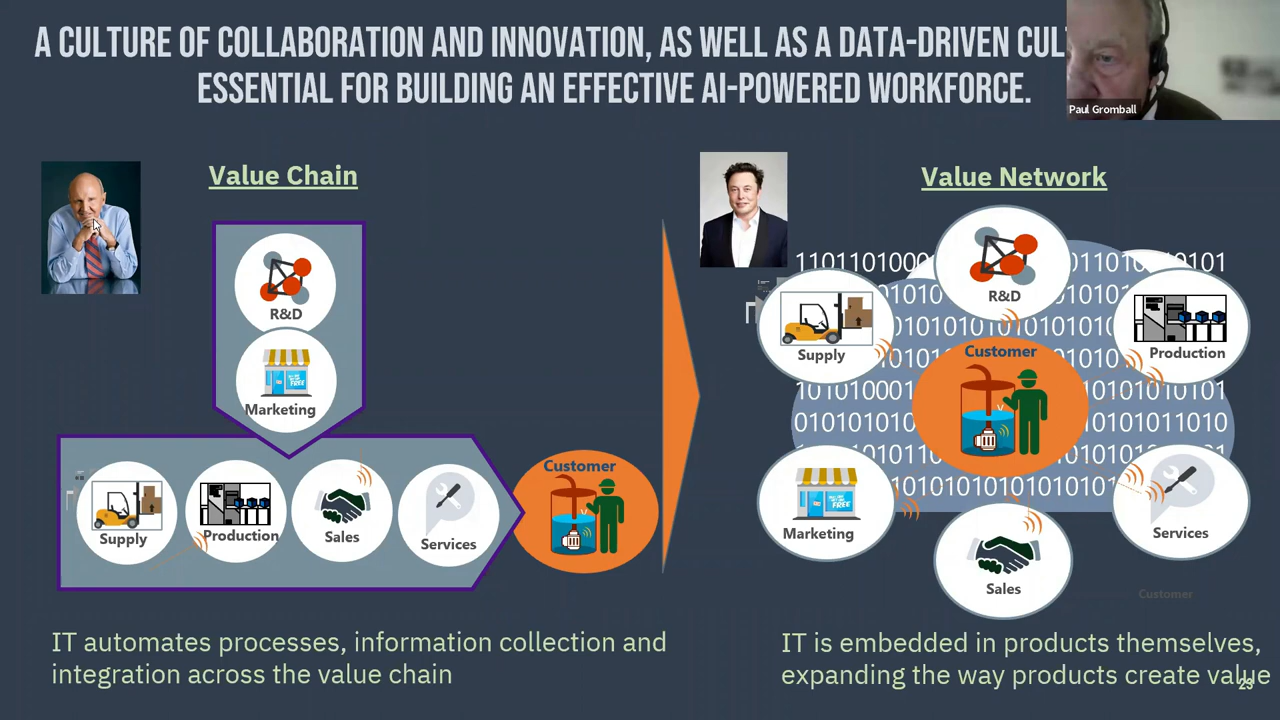 A CULTURE OF COLLABORATION AND INNOVATION, AS WELL AS A DATA-DRIVEN
ESSENTIAL FOR BUILDING AN EFFECTIVE AI-POWERED WORKFORCE.
Paul Gromball
Value Chain
R&D
Marketing
Supply
Production
Sales
Services
Customer
IT automates processes, information collection and
integration across the value chain
Value Network
R&D
Supply
Production
Customer
Marketing
Services
Sales
Customer
IT is embedded in products themselves,
expanding the way products create value
23